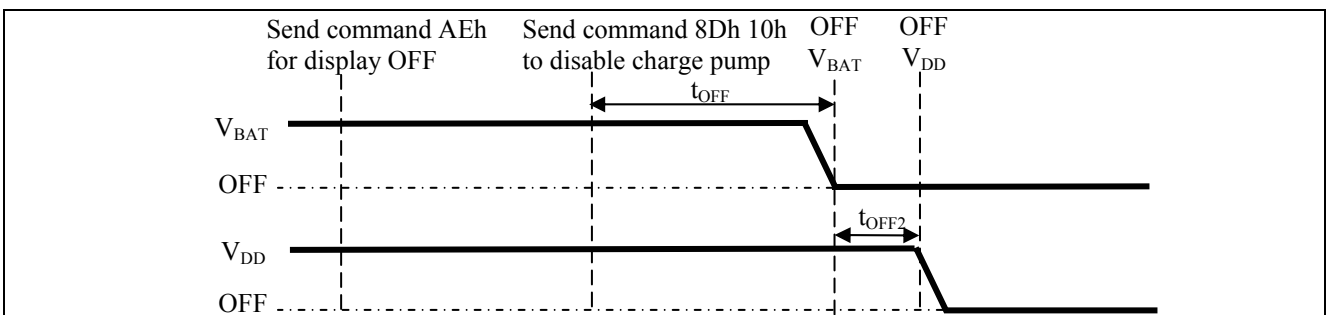 Send command AEh
for display OFF
Send command 8Dh 10h
to disable charge pump
OFF
VBAT
OFF
VDD
tOFF
VBAT
OFF
tOFF2
VDD
OFF